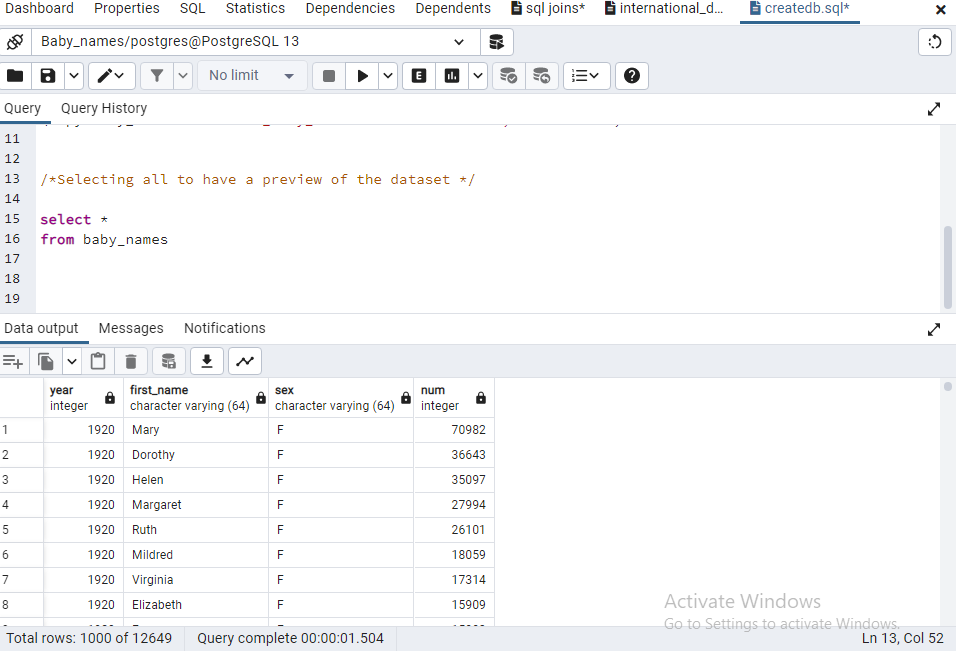 Dashboard Properties SQL Statistics Dependencies Dependents sql joins* international_d... createdb.sql*
Baby_names/postgres@PostgreSQL 13
No limit E
Query Query History
11
12
13 /*Selecting all to have a preview of the dataset */
14
15 select *
16 from baby_names
17
18
19
Data output Messages Notifications
year first_name sex num
integer character varying (64) character varying (64) integer
1 1920 Mary F 70982
2 1920 Dorothy F 36643
3 1920 Helen F 35097
4 1920 Margaret F 27994
5 1920 Ruth F 26101
6 1920 Mildred F 18059
7 1920 Virginia F 17314
8 1920 Elizabeth F 15909
Activate Windows
Go to Settings to activate Windows.
Total rows: 1000 of 12649 Query complete 00:00:01.504 Ln 13, Col 52